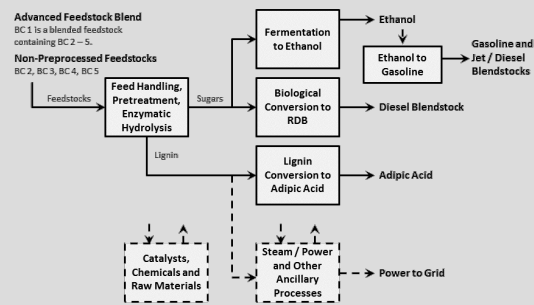 Advanced Feedstock Blend
BC 1 is a blended feedstock
containing BC 2 – 5.
Non-Preprocessed Feedstocks
BC 2, BC 3, BC 4, BC 5
Feedstocks
Feed Handling,
Pretreatment,
Enzymatic
Hydrolysis
Sugars
Lignin
Fermentation
to Ethanol
Ethanol
Ethanol to
Gasoline
Gasoline and
Jet / Diesel
Blendstocks
Biological
Conversion to
RDB
Diesel Blendstock
Lignin
Conversion to
Adipic Acid
Adipic Acid
Catalysts,
Chemicals and
Raw Materials
Steam / Power
and Other
Ancillary
Processes
Power to Grid